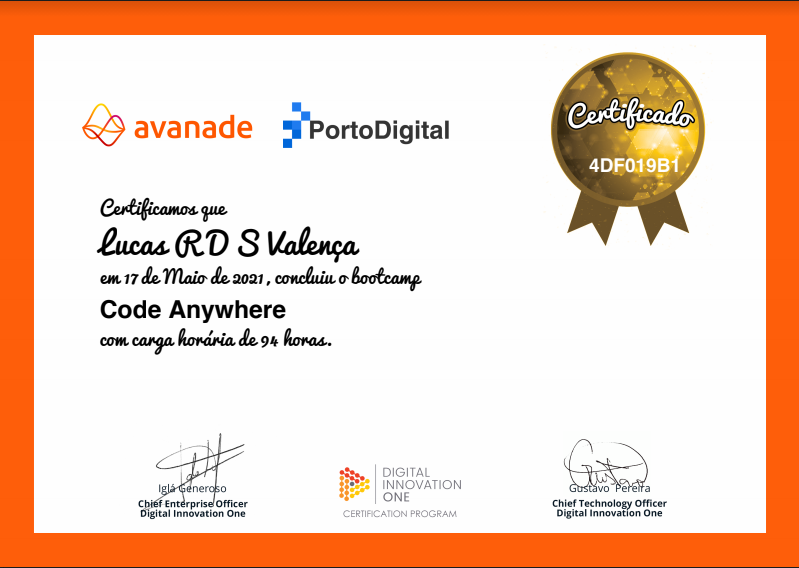 avanade
PortoDigital
Certificado
4DF019B1
Certificamos que
Lucas R D S Valença
em 17 de Maio de 2021, concluiu o bootcamp
Code Anywhere
com carga horária de 94 horas.
Iglá Generoso
Chief Enterprise Officer
Digital Innovation One
DIGITAL
INNOVATION
ONE
CERTIFICATION PROGRAM
Gustavo Pereira
Chief Technology Officer
Digital Innovation One